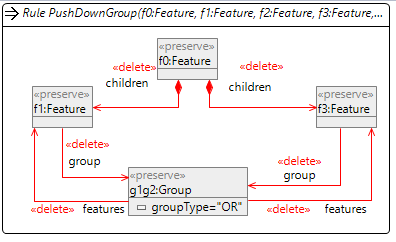 Rule PushDownGroup(f0:Feature, f1:Feature, f2:Feature, f3:Feature,...
«preserve»
f0:Feature
«delete»
children
«delete»
children
«preserve»
f1:Feature
«preserve»
f3:Feature
«delete»
group
«delete»
group
«preserve»
g1g2:Group
groupType="OR"
«delete» features
«delete» features